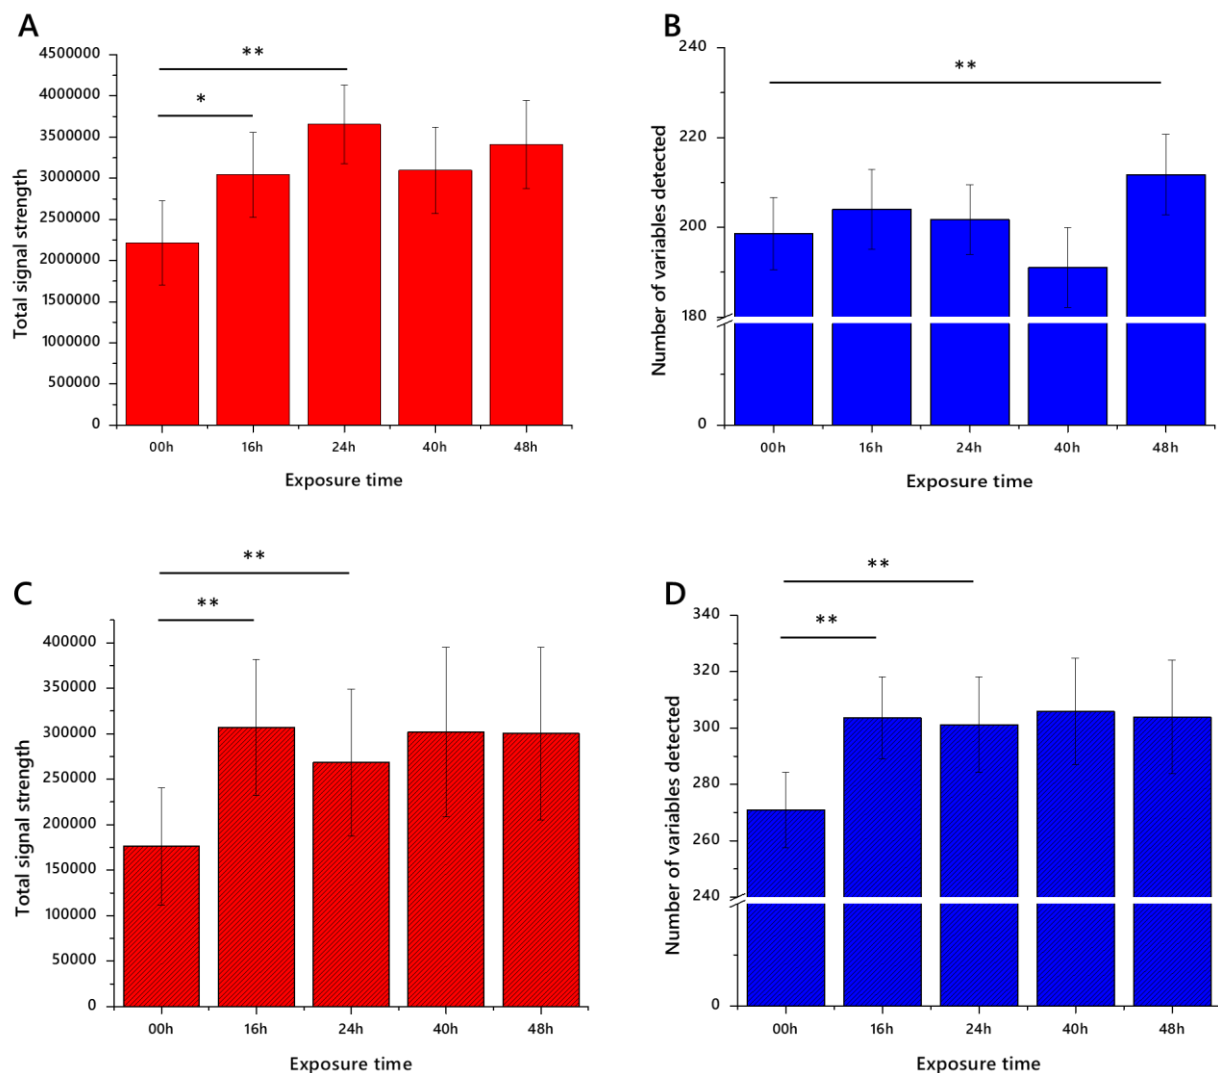 A
**
*
4500000
4000000
3500000
3000000
2500000
2000000
1500000
1000000
500000
0
Total signal strength
00h 16h 24h 40h 48h
Exposure time
B
**
240
220
200
180
0
Number of variables detected
00h 16h 24h 40h 48h
Exposure time
C
**
**
400000
350000
300000
250000
200000
150000
100000
50000
0
Total signal strength
00h 16h 24h 40h 48h
Exposure time
D
**
**
340
320
300
280
260
240
0
Number of variables detected
00h 16h 24h 40h 48h
Exposure time